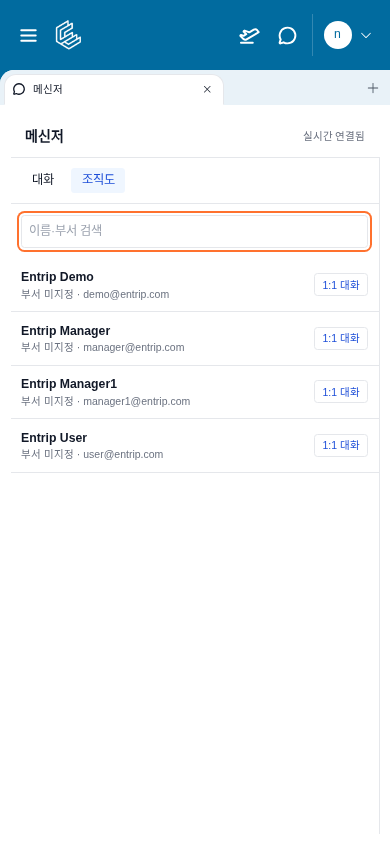 n
메신저
메신저
실시간 연결됨
대화
조직도
이름·부서 검색
Entrip Demo
부서 미지정 · demo@entrip.com
1:1 대화
Entrip Manager
부서 미지정 · manager@entrip.com
1:1 대화
Entrip Manager1
부서 미지정 · manager1@entrip.com
1:1 대화
Entrip User
부서 미지정 · user@entrip.com
1:1 대화